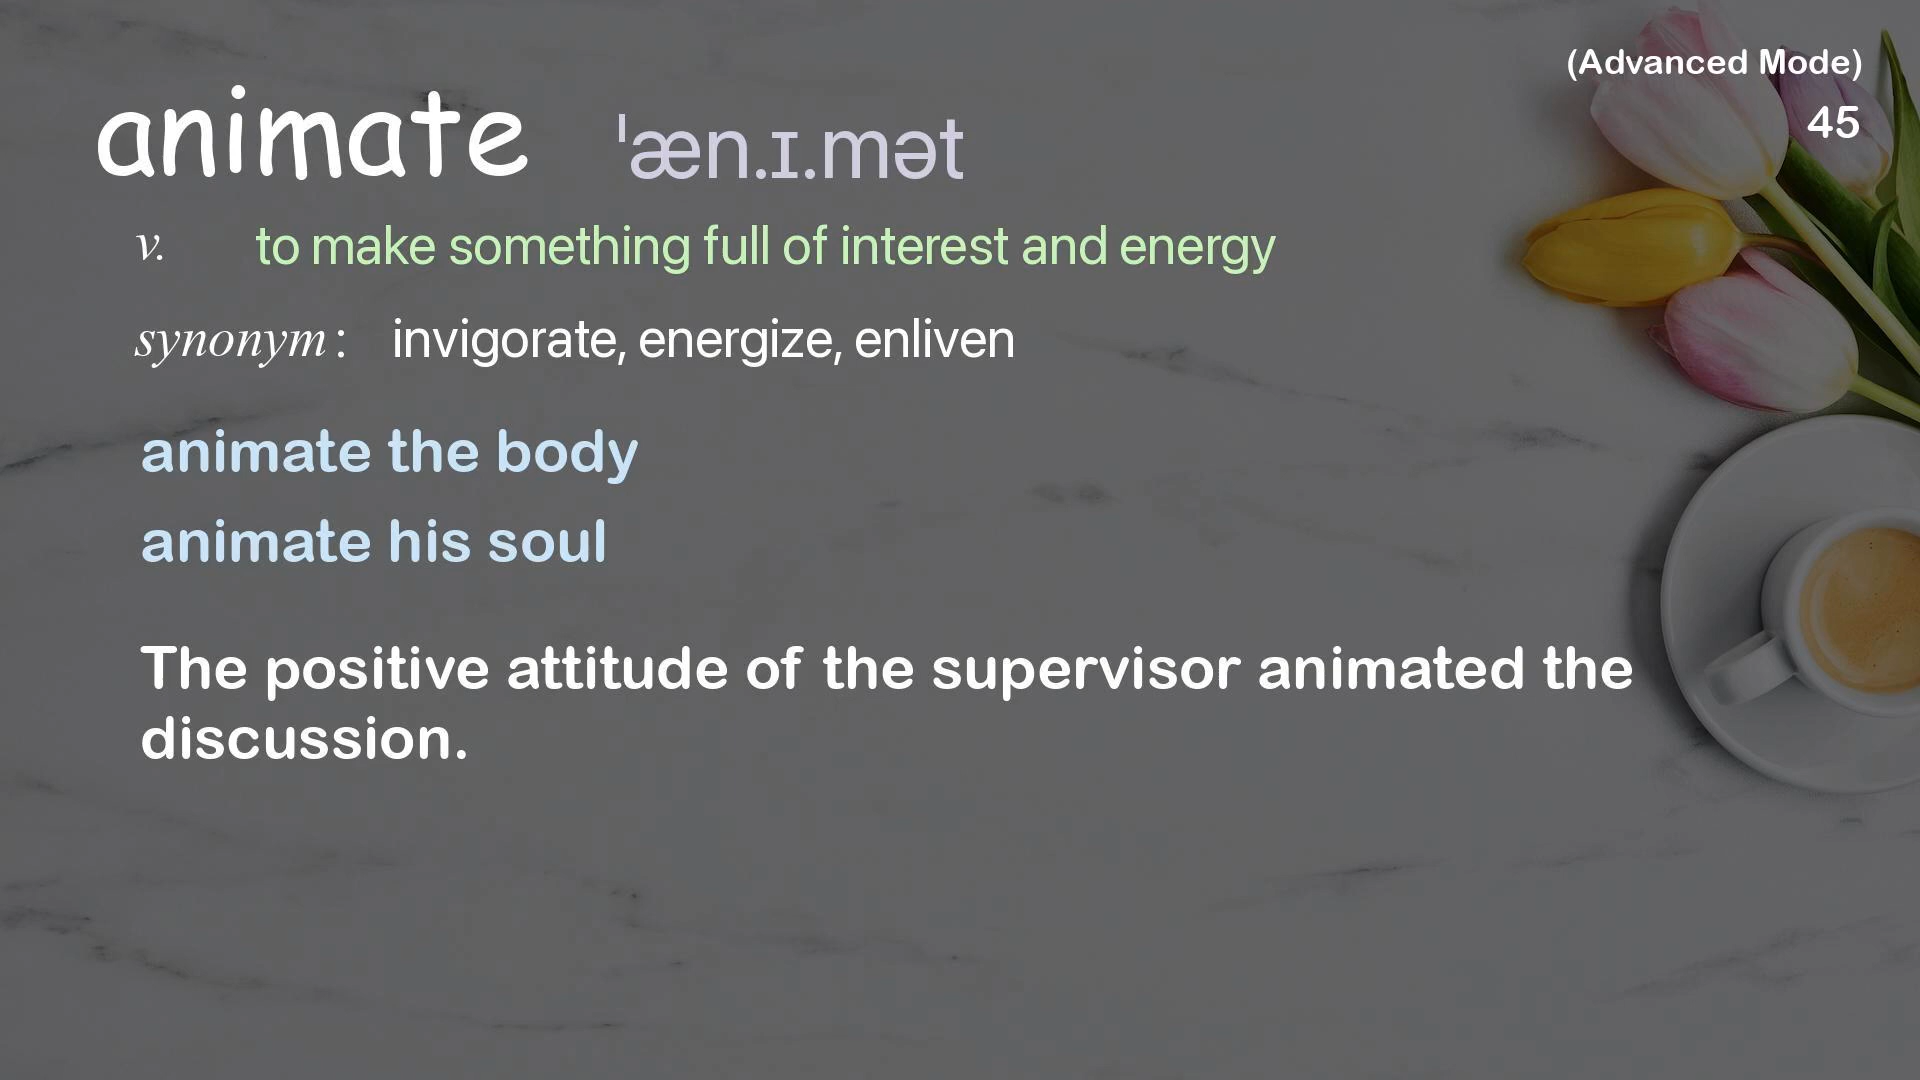 (Advanced Mode)
45
animate ˈæn.ɪ.mət
v. to make something full of interest and energy
synonym: invigorate, energize, enliven
animate the body
animate his soul
The positive attitude of the supervisor animated the
discussion.